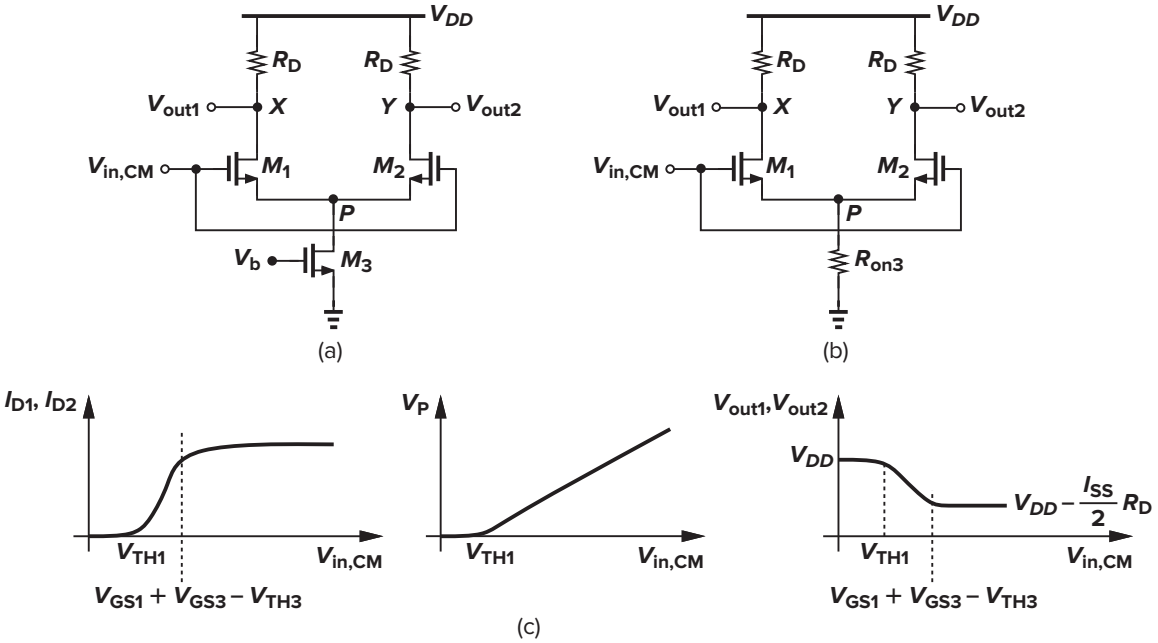 V_DD
R_D R_D
V_out1 X Y V_out2
V_in,CM M_1 M_2
P
V_b M_3
(a)
V_DD
R_D R_D
V_out1 X Y V_out2
V_in,CM M_1 M_2
P
R_on3
(b)
I_D1, I_D2
V_TH1 V_in,CM
V_GS1 + V_GS3 – V_TH3
V_P
V_TH1 V_in,CM
V_out1,V_out2
V_DD
V_DD – I_SS/2 R_D
V_TH1 V_in,CM
V_GS1 + V_GS3 – V_TH3
(c)